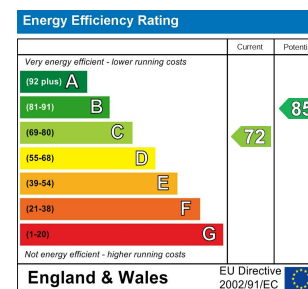 Energy Efficiency Rating
Current Potenti
Very energy efficient - lower running costs
(92 plus) A
(81-91) B 85
(69-80) C 72
(55-68) D
(39-54) E
(21-38) F
(1-20) G
Not energy efficient - higher running costs
England & Wales
EU Directive
2002/91/EC